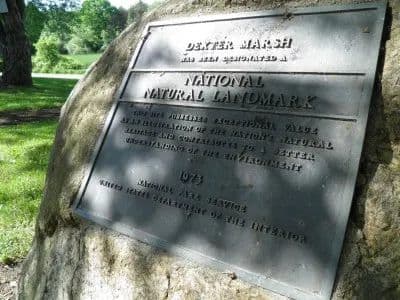 DEXTER MARSH
HAS BEEN DESIGNATED A
NATIONAL
NATURAL LANDMARK
THIS SITE POSSESSES EXCEPTIONAL VALUE
AS AN ILLUSTRATION OF THE NATION'S NATURAL
HERITAGE AND CONTRIBUTES TO A BETTER
UNDERSTANDING OF THE ENVIRONMENT
1973
NATIONAL PARK SERVICE
UNITED STATES DEPARTMENT OF THE INTERIOR